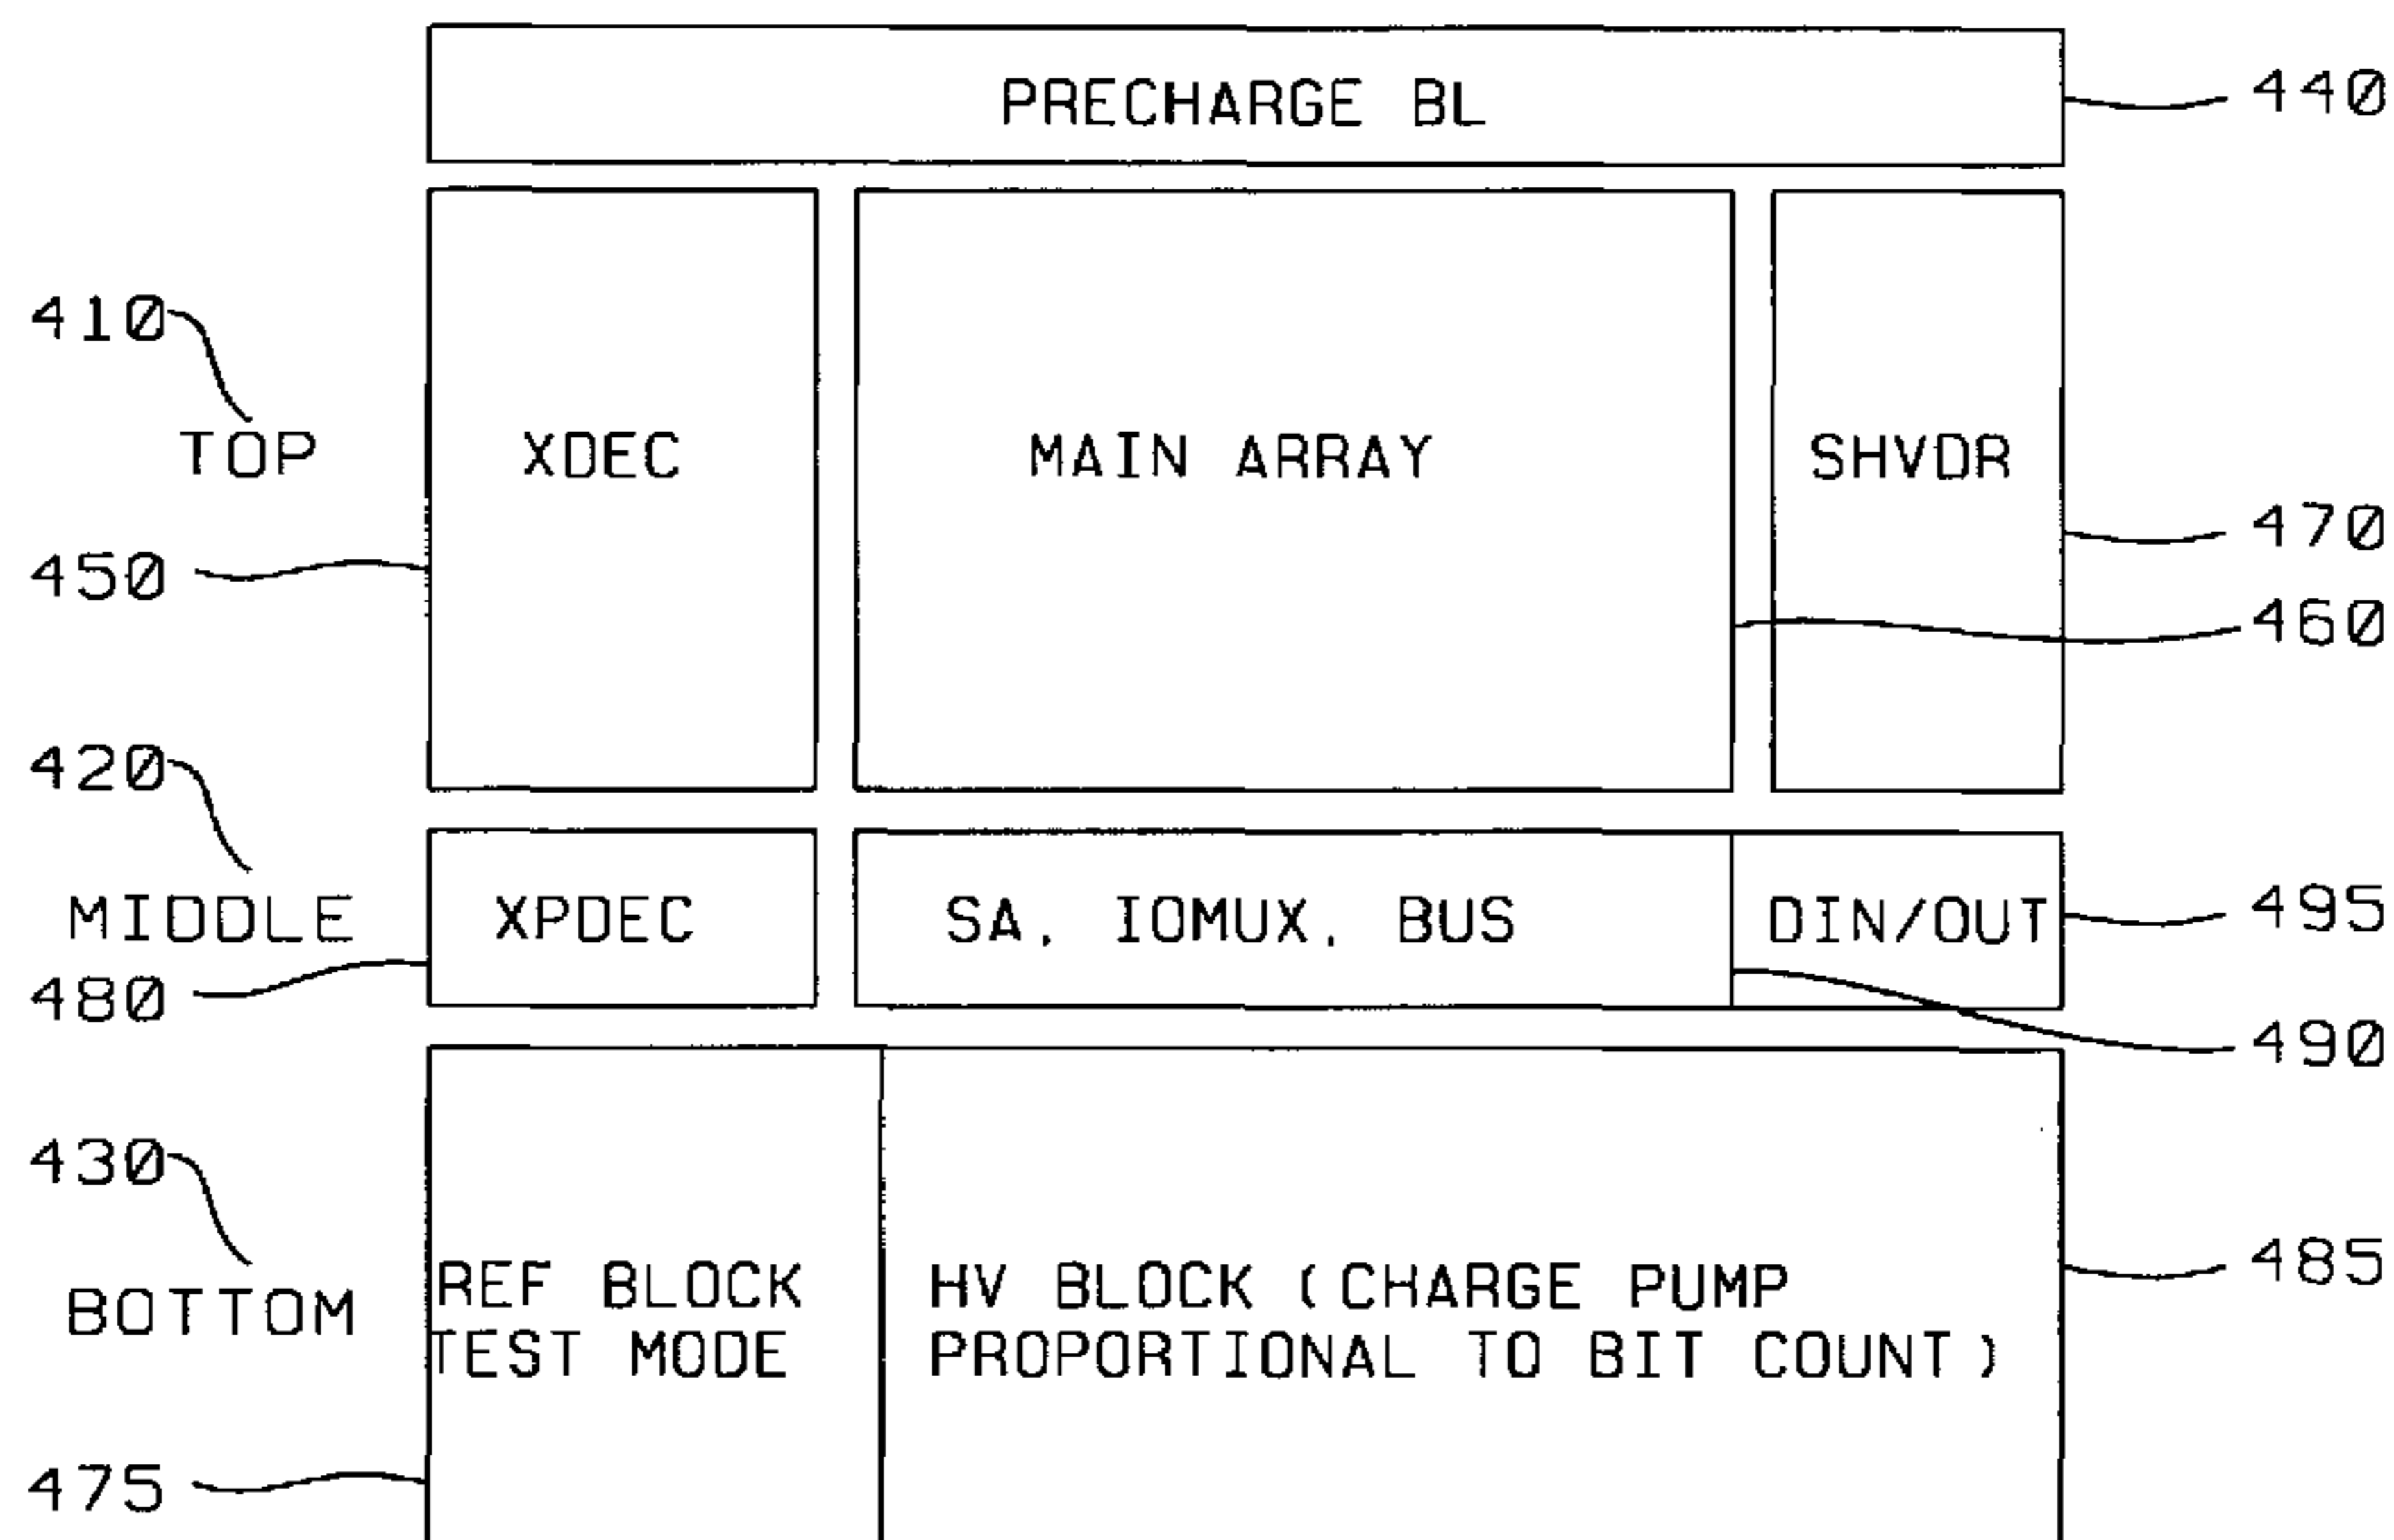 PRECHARGE BL
440
410
TOP
XDEC
MAIN ARRAY
SHVDR
450
470
460
420
MIDDLE
XPDEC
SA, IOMUX, BUS
DIN/OUT
495
480
490
430
BOTTOM
REF BLOCK
TEST MODE
HV BLOCK (CHARGE PUMP
PROPORTIONAL TO BIT COUNT)
485
475